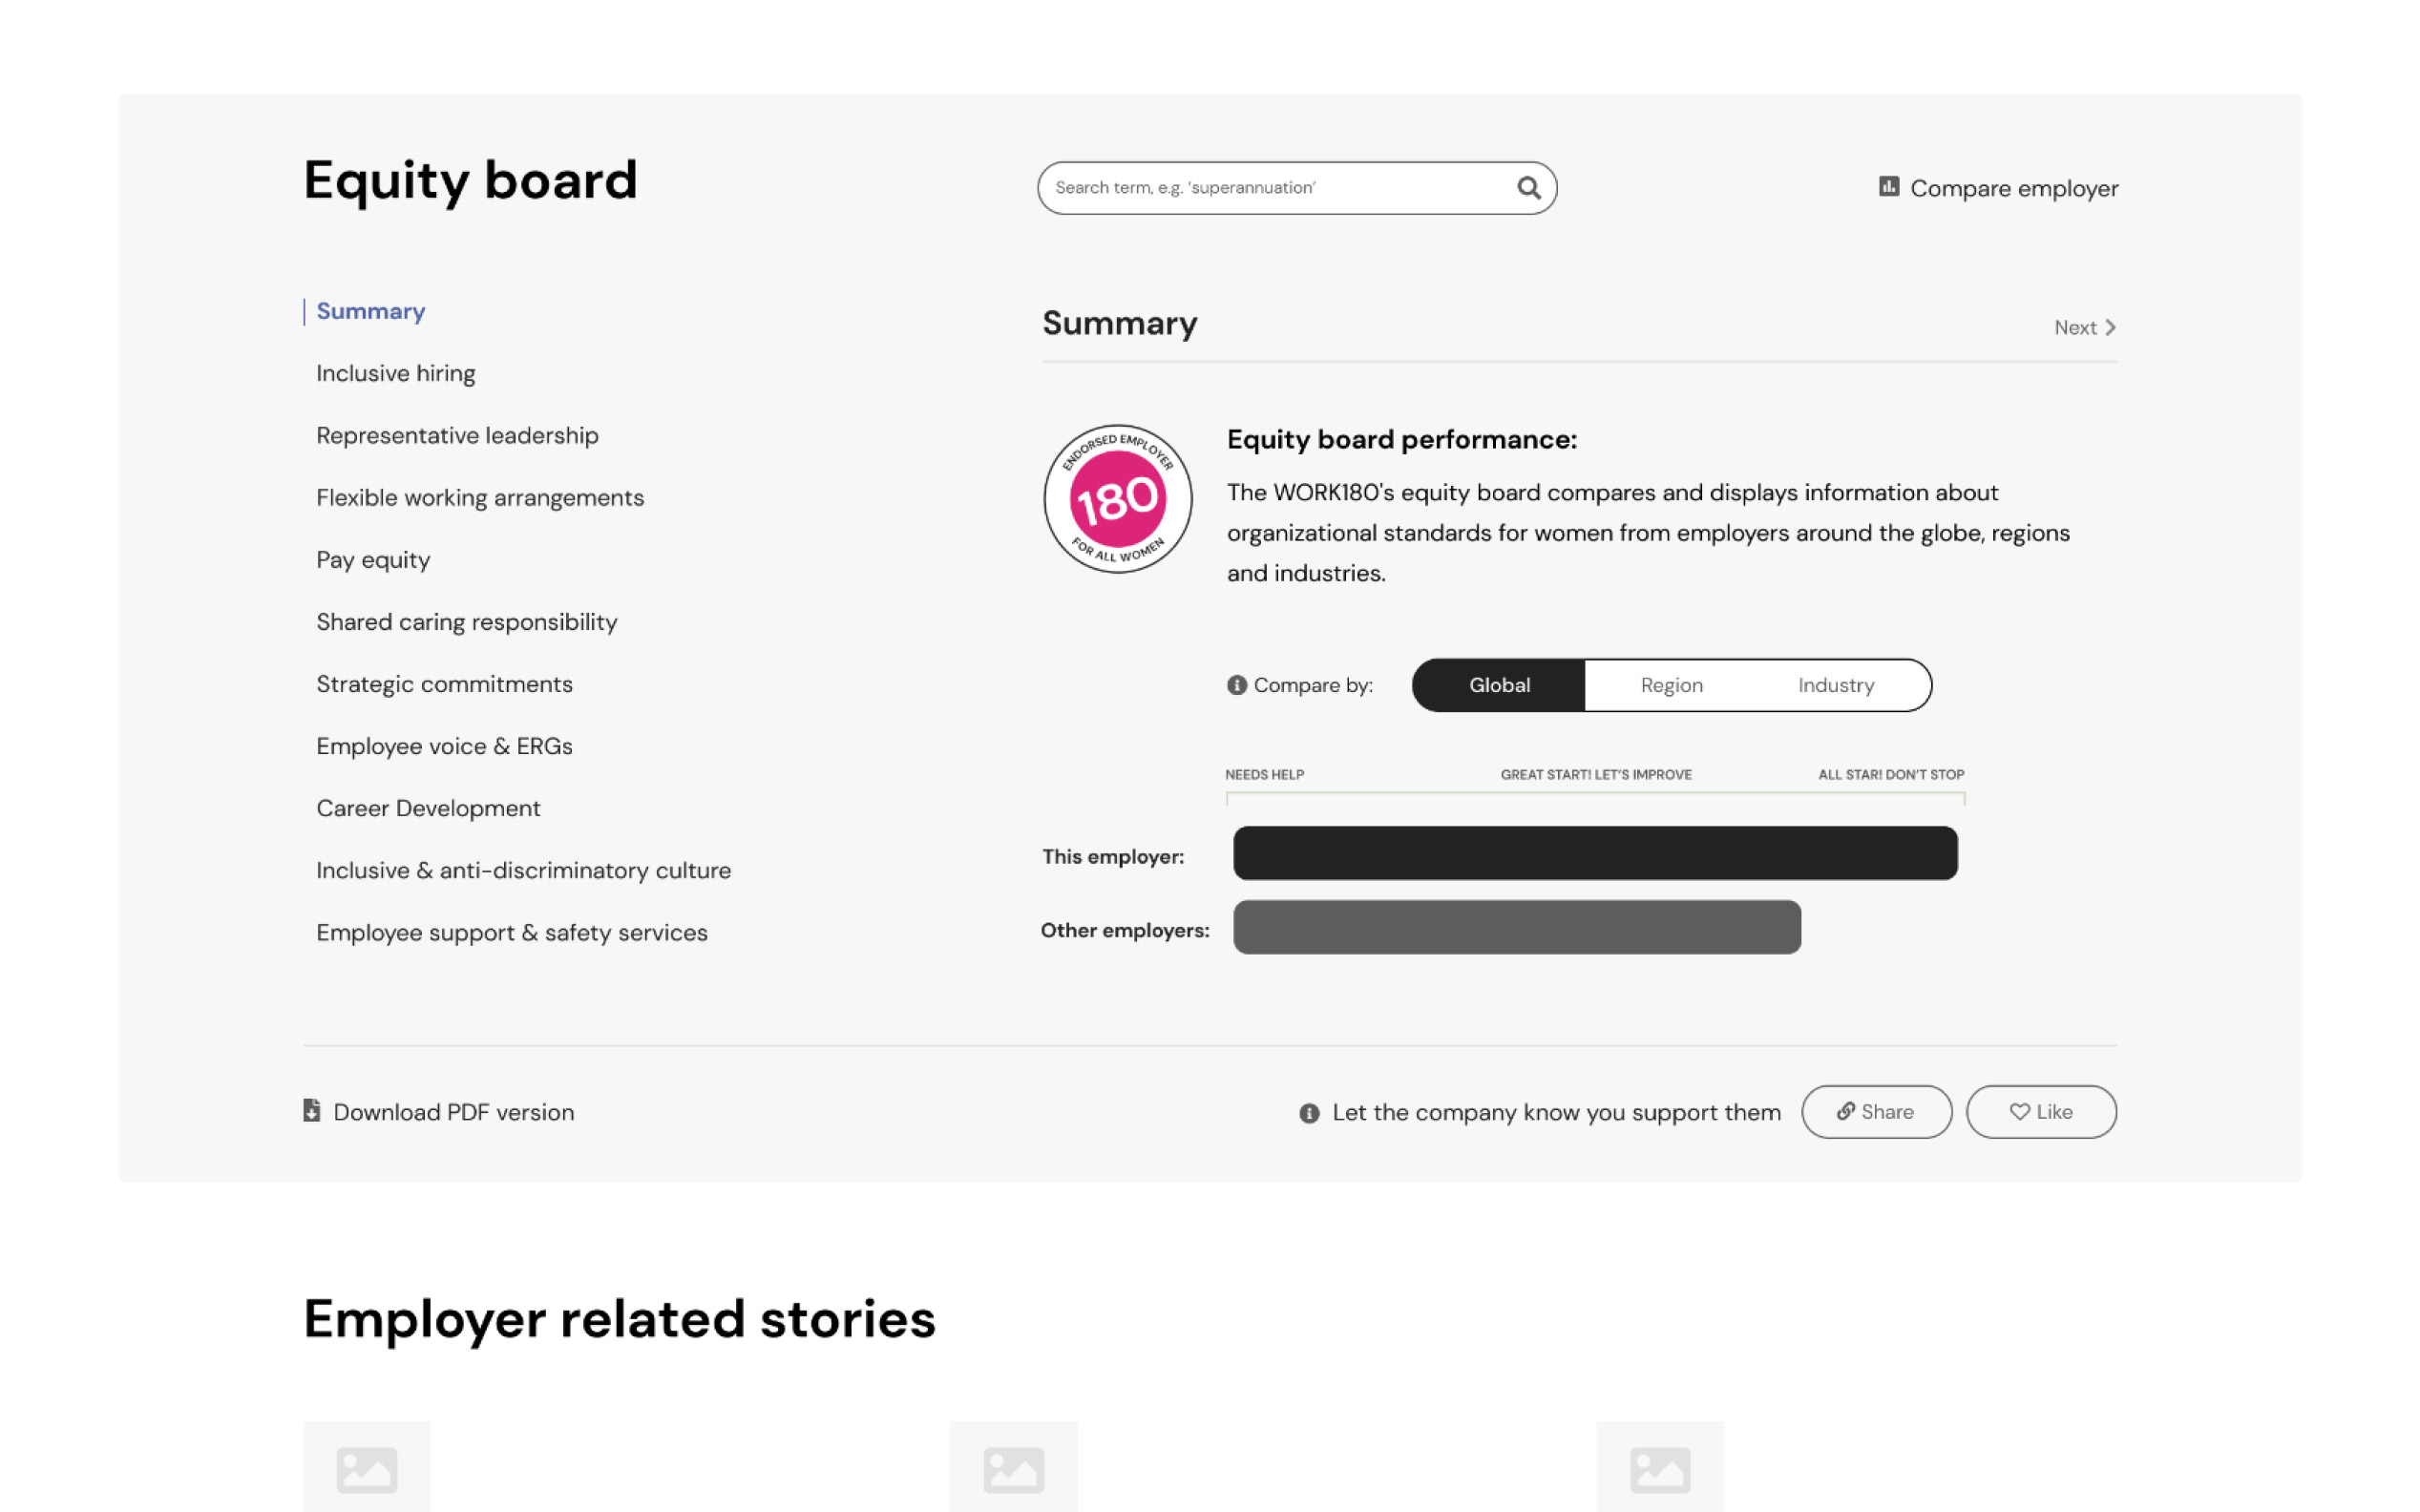 Equity board
Search term, e.g. ‘superannuation’
Compare employer
Summary
Inclusive hiring
Representative leadership
Flexible working arrangements
Pay equity
Shared caring responsibility
Strategic commitments
Employee voice & ERGs
Career Development
Inclusive & anti-discriminatory culture
Employee support & safety services
Summary
Next
ENDORSED EMPLOYER
180
FOR ALL WOMEN
Equity board performance:
The WORK180's equity board compares and displays information about
organizational standards for women from employers around the globe, regions
and industries.
Compare by:
Global
Region
Industry
NEEDS HELP
GREAT START! LET’S IMPROVE
ALL STAR! DON’T STOP
This employer:
Other employers:
Download PDF version
Let the company know you support them
Share
Like
Employer related stories